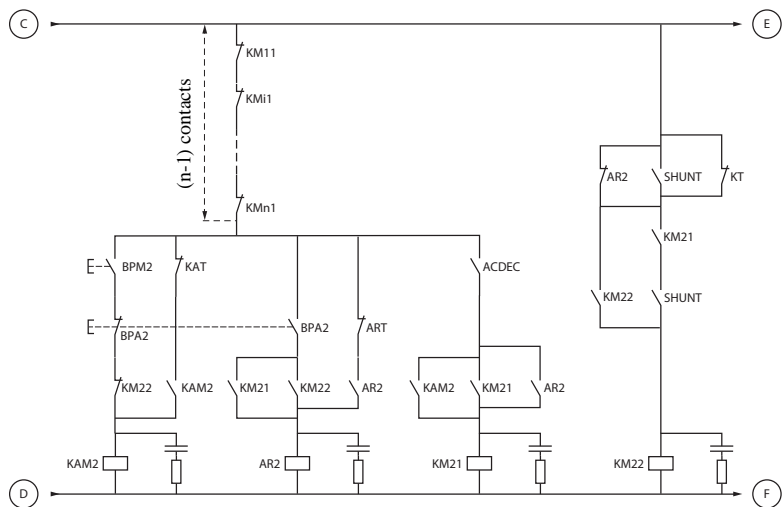 C
E
KM11
KMi1
(n-1) contacts
AR2
SHUNT
KT
KMn1
KM21
BPM2
KAT
ACDEC
KM22
SHUNT
BPA2
BPA2
ART
KM22
KAM2
KM21
KM22
AR2
KAM2
KM21
AR2
KAM2
AR2
KM21
KM22
D
F